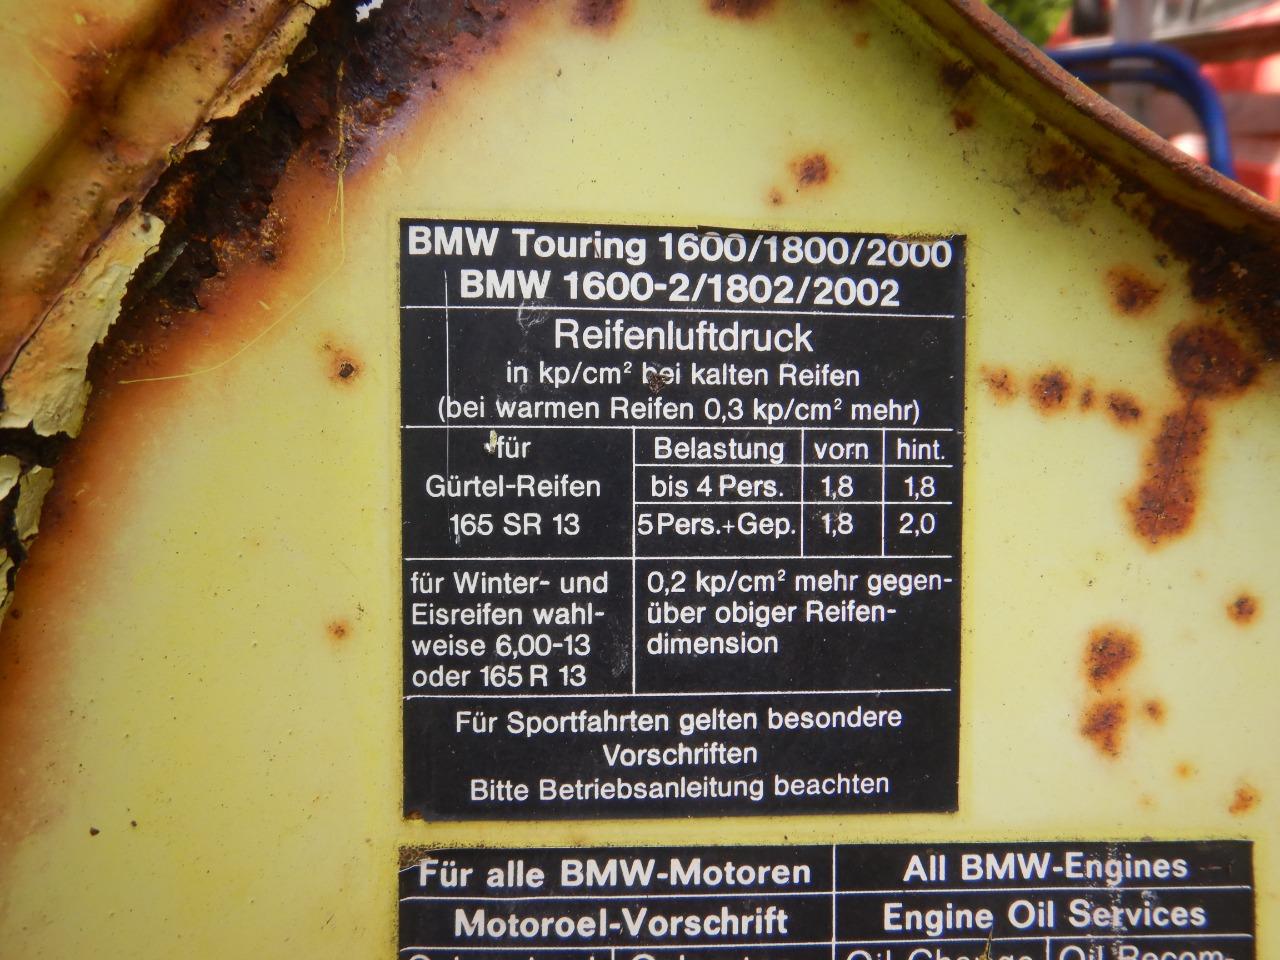 BMW Touring 1600/1800/2000
BMW 1600-2/1802/2002
Reifenluftdruck
in kp/cm² bei kalten Reifen
(bei warmen Reifen 0,3 kp/cm² mehr)
für
Gürtel-Reifen
165 SR 13
Belastung vorn hint.
bis 4 Pers. 1,8 1,8
5 Pers.+Gep. 1,8 2,0
für Winter- und
Eisreifen wahl-
weise 6,00-13
oder 165 R 13
0,2 kp/cm² mehr gegen-
über obiger Reifen-
dimension
Für Sportfahrten gelten besondere
Vorschriften
Bitte Betriebsanleitung beachten
Für alle BMW-Motoren
Motoroel-Vorschrift
All BMW-Engines
Engine Oil Services
Oil Change Oil Recom-